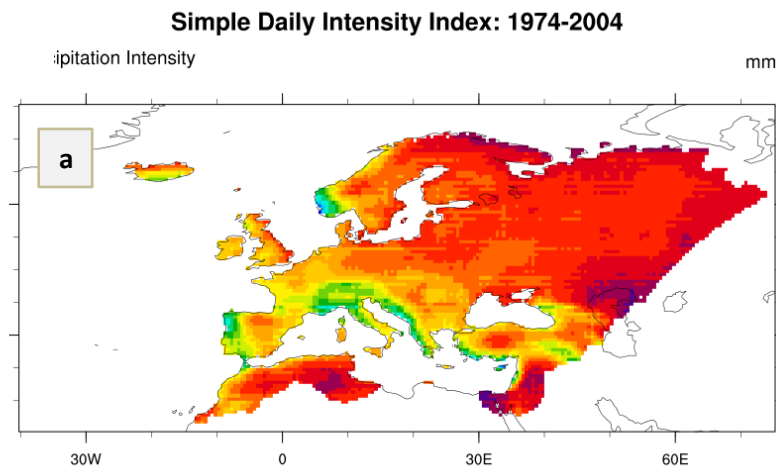 Simple Daily Intensity Index: 1974-2004
ipitation Intensity
mm
a
30W 0 30E 60E